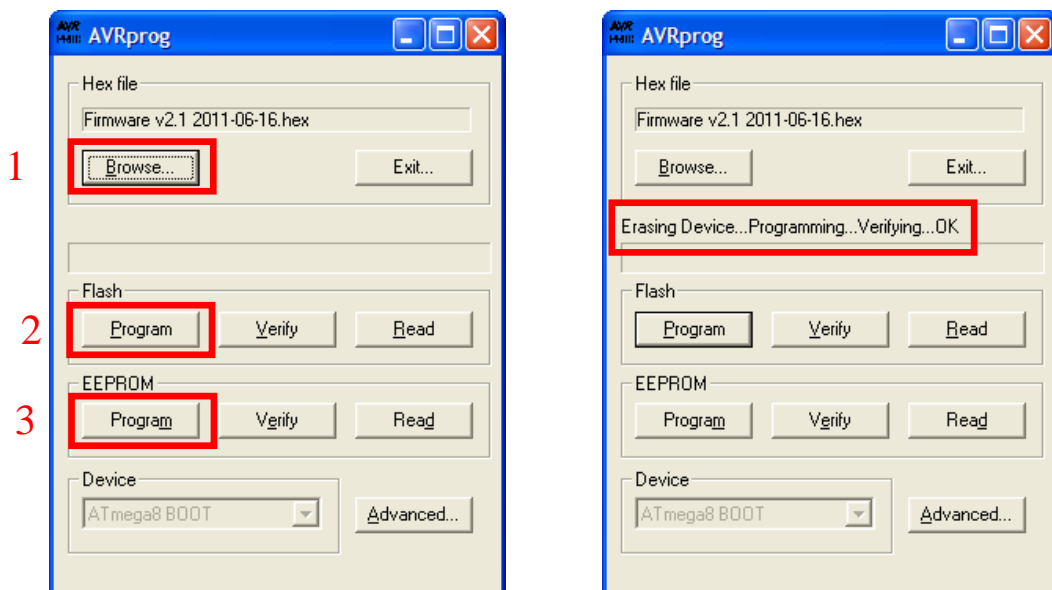 AVRprog
Hex file
Firmware v2.1 2011-06-16.hex
1
Browse...
Exit...
Flash
2
Program
Verify
Read
EEPROM
3
Program
Verify
Read
Device
ATmega8 BOOT
Advanced...
AVRprog
Hex file
Firmware v2.1 2011-06-16.hex
Browse...
Exit...
Erasing Device...Programming...Verifying...OK
Flash
Program
Verify
Read
EEPROM
Program
Verify
Read
Device
ATmega8 BOOT
Advanced...